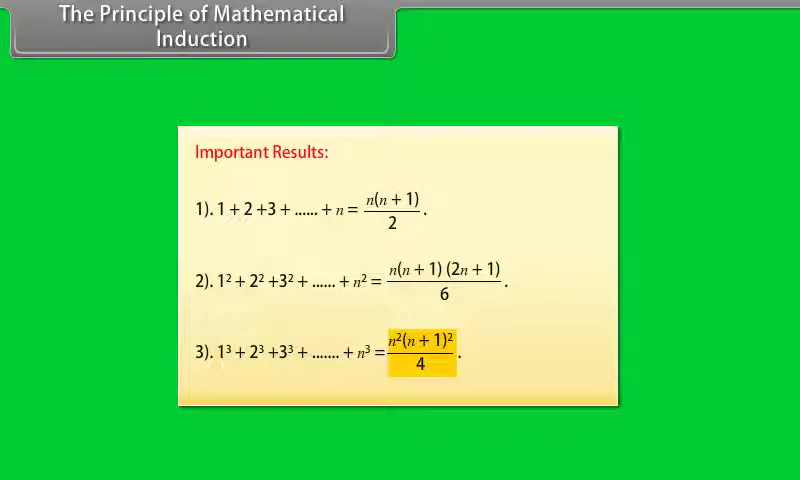 The Principle of Mathematical
Induction
Important Results:
1). 1 + 2 +3 + ...... + n = n(n + 1)/2 .
2). 1² + 2² +3² + ...... + n² = n(n + 1) (2n + 1)/6 .
3). 1³ + 2³ +3³ + ....... + n³ = n²(n + 1)²/4 .